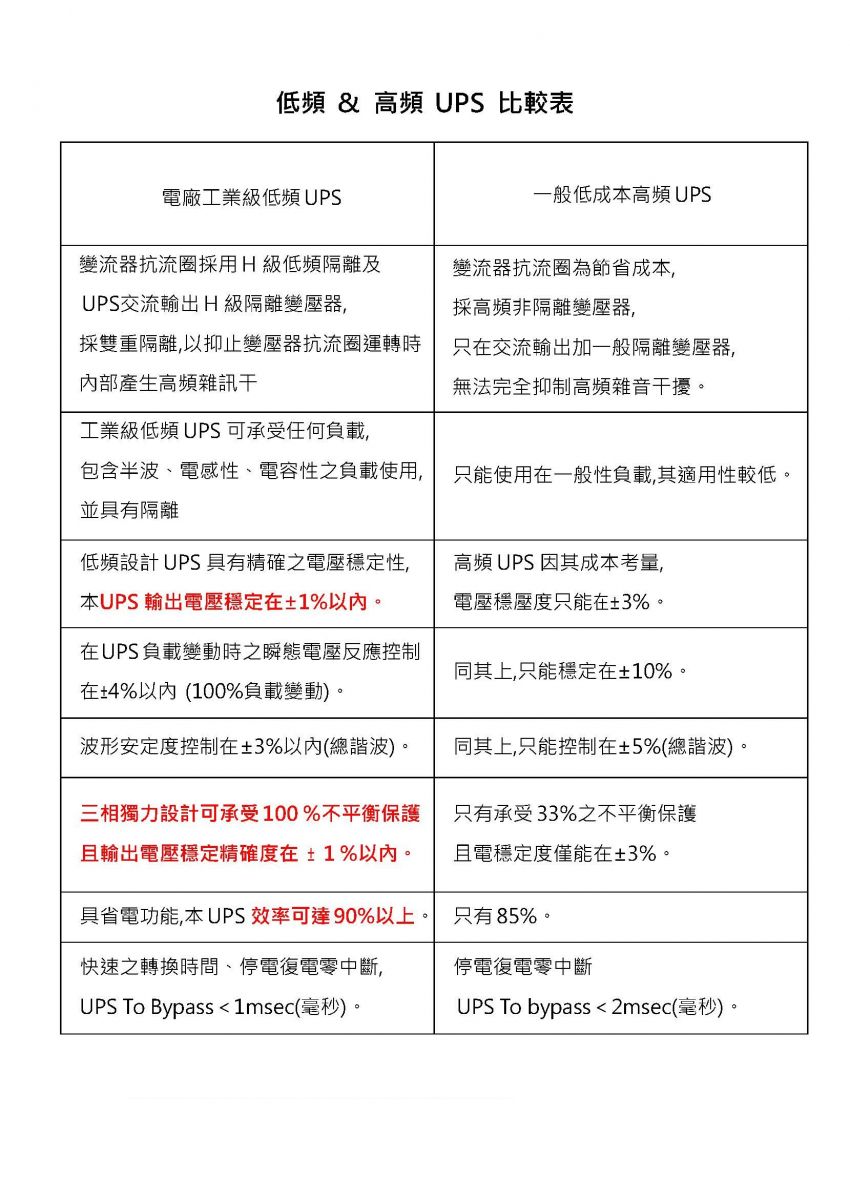 低頻 & 高頻 UPS 比較表
電廠工業級低頻UPS
一般低成本高頻UPS
變流器抗流圈採用H 級低頻隔離及
UPS交流輸出H 級隔離變壓器,
採雙重隔離,以抑止變壓器抗流圈運轉時
內部產生高頻雜訊干
變流器抗流圈為節省成本,
採高頻非隔離變壓器,
只在交流輸出加一般隔離變壓器,
無法完全抑制高頻雜音干擾。
工業級低頻UPS 可承受任何負載,
包含半波、電感性、電容性之負載使用,
並具有隔離
只能使用在一般性負載,其適用性較低。
低頻設計UPS 具有精確之電壓穩定性,
本UPS 輸出電壓穩定在±1%以內。
高頻UPS 因其成本考量,
電壓穩壓度只能在±3%。
在UPS負載變動時之瞬態電壓反應控制
在±4%以內 (100%負載變動)。
同其上,只能穩定在±10%。
波形安定度控制在±3%以內(總諧波)。
同其上,只能控制在±5%(總諧波)。
三相獨力設計可承受100 %不平衡保護
且輸出電壓穩定精確度在 ± 1 %以內。
只有承受33%之不平衡保護
且電穩定度僅能在±3%。
具省電功能,本UPS 效率可達90%以上。
只有85%。
快速之轉換時間、停電復電零中斷,
UPS To Bypass < 1msec(毫秒)。
停電復電零中斷
UPS To bypass < 2msec(毫秒)。